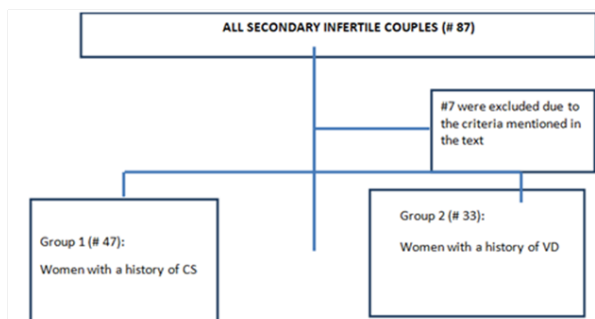 ALL SECONDARY INFERTILE COUPLES (# 87)
#7 were excluded due to
the criteria mentioned in
the text
Group 1 (# 47):
Women with a history of CS
Group 2 (# 33):
Women with a history of VD